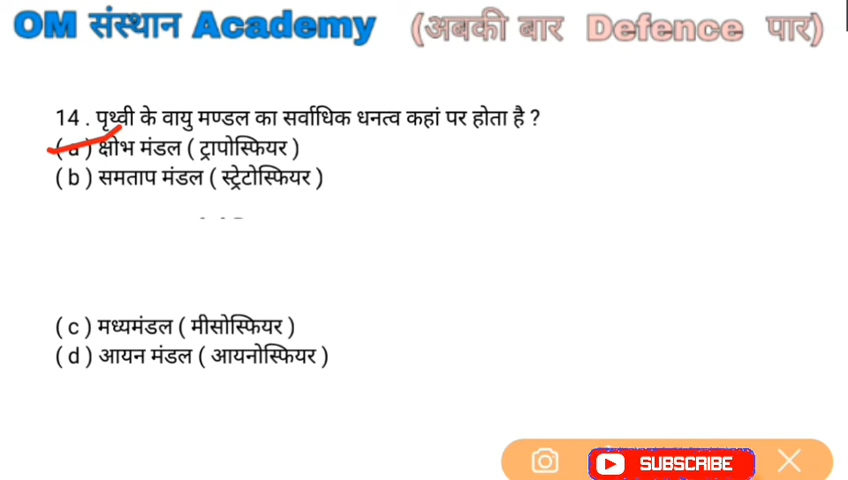 OM संस्थान Academy (अबकी बार Defence पार)
14 . पृथ्वी के वायु मण्डल का सर्वाधिक धनत्व कहां पर होता है ?
( a ) क्षोभ मंडल ( ट्रापोस्फियर )
( b ) समताप मंडल ( स्ट्रेटोस्फियर )
( c ) मध्यमंडल ( मीसोस्फियर )
( d ) आयन मंडल ( आयनोस्फियर )
SUBSCRIBE